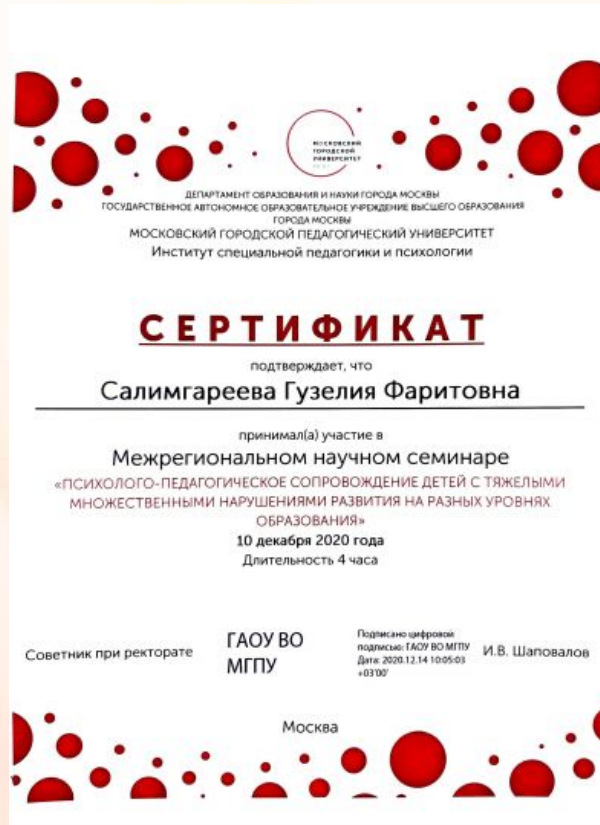 МОСКОВСКИЙ
ГОРОДСКОЙ
УНИВЕРСИТЕТ
ДЕПАРТАМЕНТ ОБРАЗОВАНИЯ И НАУКИ ГОРОДА МОСКВЫ
ГОСУДАРСТВЕННОЕ АВТОНОМНОЕ ОБРАЗОВАТЕЛЬНОЕ УЧРЕЖДЕНИЕ ВЫСШЕГО ОБРАЗОВАНИЯ
ГОРОДА МОСКВЫ
МОСКОВСКИЙ ГОРОДСКОЙ ПЕДАГОГИЧЕСКИЙ УНИВЕРСИТЕТ
Институт специальной педагогики и психологии
СЕРТИФИКАТ
подтверждает, что
Салимгареева Гузелия Фаритовна
принимал(а) участие в
Межрегиональном научном семинаре
«ПСИХОЛОГО-ПЕДАГОГИЧЕСКОЕ СОПРОВОЖДЕНИЕ ДЕТЕЙ С ТЯЖЕЛЫМИ
МНОЖЕСТВЕННЫМИ НАРУШЕНИЯМИ РАЗВИТИЯ НА РАЗНЫХ УРОВНЯХ
ОБРАЗОВАНИЯ»
10 декабря 2020 года
Длительность 4 часа
Советник при ректорате
ГАОУ ВО
МГПУ
Подписано цифровой
подписью: ГАОУ ВО МГПУ
Дата: 2020.12.14 10:05:03
+03'00'
И.В. Шаповалов
Москва